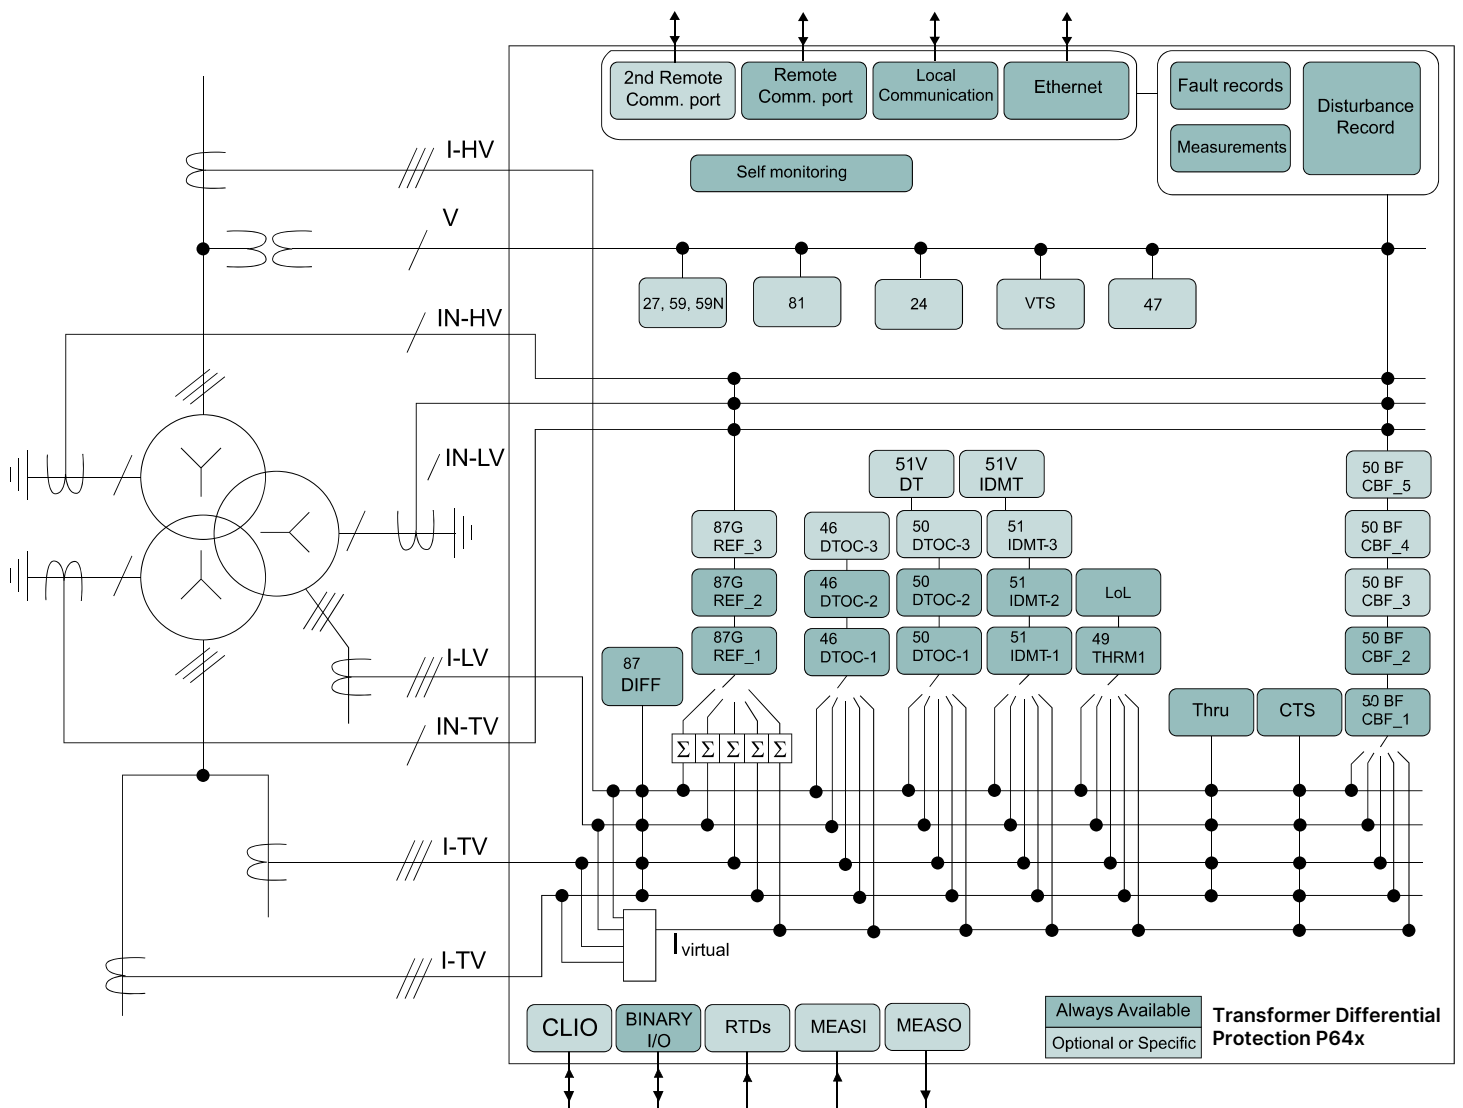 2nd Remote
Comm. port
Remote
Comm. port
Local
Communication
Ethernet
Fault records
Measurements
Disturbance
Record
Self monitoring
I-HV
V
27, 59, 59N
81
24
VTS
47
IN-HV
IN-LV
51V
DT
51V
IDMT
50 BF
CBF_5
87G
REF_3
46
DTOC-3
50
DTOC-3
51
IDMT-3
50 BF
CBF_4
87G
REF_2
46
DTOC-2
50
DTOC-2
51
IDMT-2
LoL
50 BF
CBF_3
87G
REF_1
46
DTOC-1
50
DTOC-1
51
IDMT-1
49
THRM1
50 BF
CBF_2
I-LV
87
DIFF
Thru
CTS
50 BF
CBF_1
IN-TV
Σ Σ Σ Σ Σ
I-TV
I virtual
I-TV
CLIO
BINARY
I/O
RTDs
MEASI
MEASO
Always Available
Optional or Specific
Transformer Differential
Protection P64x